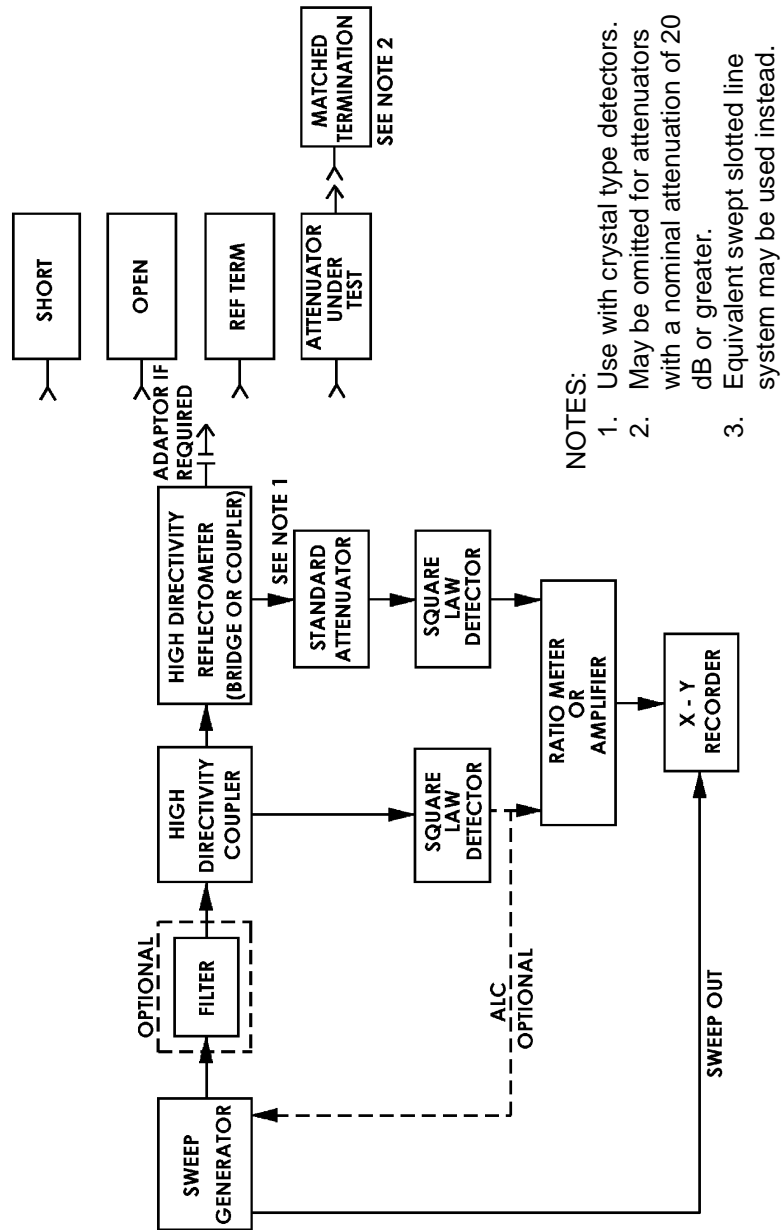 SWEEP
GENERATOR
OPTIONAL
FILTER
HIGH
DIRECTIVITY
COUPLER
HIGH DIRECTIVITY
REFLECTOMETER
(BRIDGE OR COUPLER)
ADAPTOR IF
REQUIRED
SHORT
OPEN
REF TERM
ATTENUATOR
UNDER
TEST
MATCHED
TERMINATION
SEE NOTE 2
SEE NOTE 1
STANDARD
ATTENUATOR
SQUARE
LAW
DETECTOR
SQUARE
LAW
DETECTOR
ALC
OPTIONAL
RATIO METER
OR
AMPLIFIER
X - Y
RECORDER
SWEEP OUT
NOTES:
1. Use with crystal type detectors.
2. May be omitted for attenuators
with a nominal attenuation of 20
dB or greater.
3. Equivalent swept slotted line
system may be used instead.